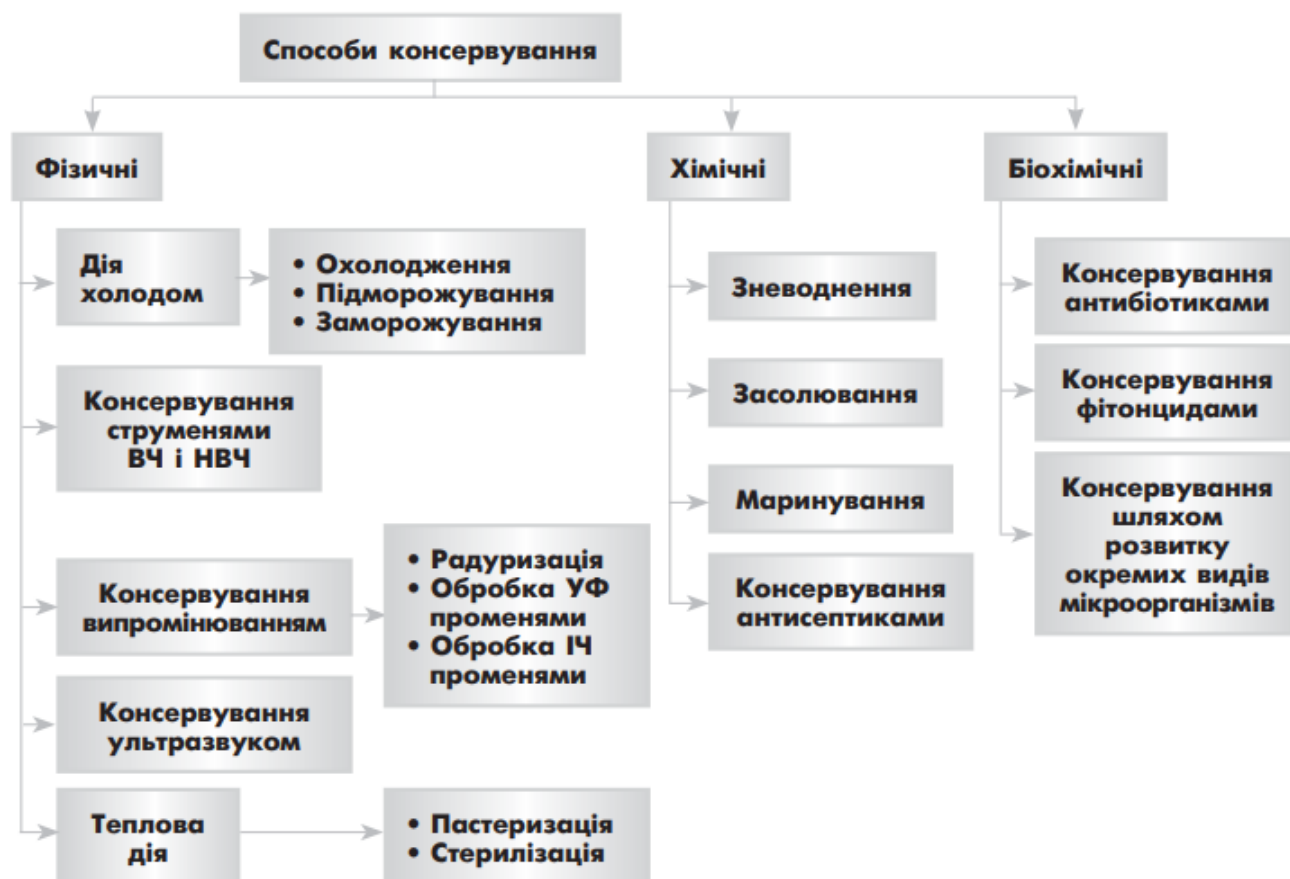 Способи консервування
Фізичні
Хімічні
Біохімічні
Дія
холодом
• Охолодження
• Підморожування
• Заморожування
Консервування
струменями
ВЧ і НВЧ
Консервування
випромінюванням
• Радуризація
• Обробка УФ
променями
• Обробка ІЧ
променями
Консервування
ультразвуком
Теплова
дія
• Пастеризація
• Стерилізація
Зневоднення
Засолювання
Маринування
Консервування
антисептиками
Консервування
антибіотиками
Консервування
фітонцидами
Консервування
шляхом
розвитку
окремих видів
мікроорганізмів